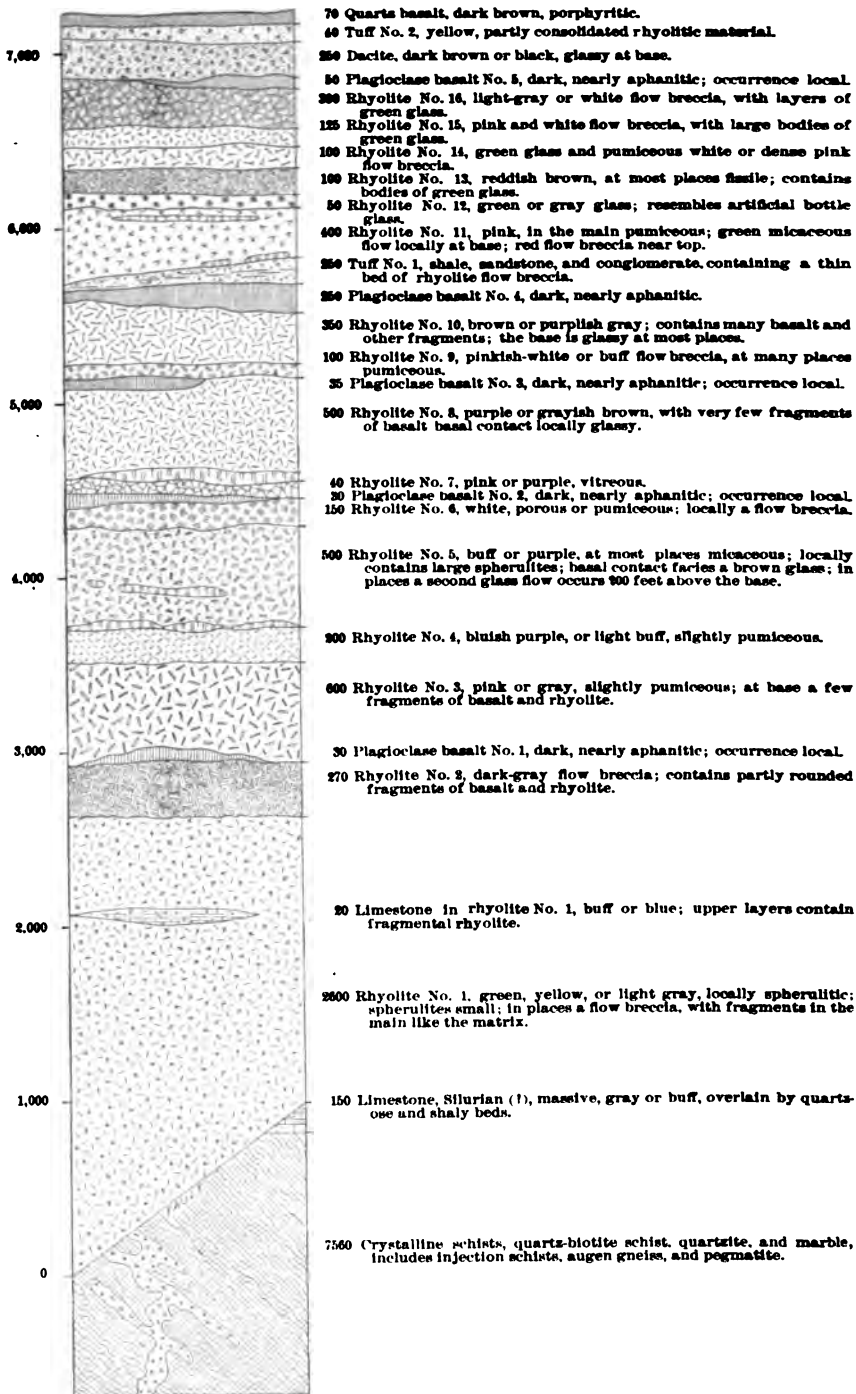 70 Quartz basalt, dark brown, porphyritic.
40 Tuff No. 2, yellow, partly consolidated rhyolitic material.
7,000
250 Dacite, dark brown or black, glassy at base.
50 Plagioclase basalt No. 5, dark, nearly aphanitic; occurrence local.
300 Rhyolite No. 16, light-gray or white flow breccia, with layers of
green glass.
125 Rhyolite No. 15, pink and white flow breccia, with large bodies of
green glass.
100 Rhyolite No. 14, green glass and pumiceous white or dense pink
flow breccia.
100 Rhyolite No. 13, reddish brown, at most places fissile; contains
bodies of green glass.
50 Rhyolite No. 12, green or gray glass; resembles artificial bottle
glass.
6,000
400 Rhyolite No. 11, pink, in the main pumiceous; green micaceous
flow locally at base; red flow breccia near top.
250 Tuff No. 1, shale, sandstone, and conglomerate, containing a thin
bed of rhyolite flow breccia.
250 Plagioclase basalt No. 4, dark, nearly aphanitic.
350 Rhyolite No. 10, brown or purplish gray; contains many basalt and
other fragments; the base is glassy at most places.
100 Rhyolite No. 9, pinkish-white or buff flow breccia, at many places
pumiceous.
35 Plagioclase basalt No. 3, dark, nearly aphanitic; occurrence local.
5,000
500 Rhyolite No. 8, purple or grayish brown, with very few fragments
of basalt basal contact locally glassy.
40 Rhyolite No. 7, pink or purple, vitreous.
30 Plagioclase basalt No. 2, dark, nearly aphanitic; occurrence local.
150 Rhyolite No. 6, white, porous or pumiceous; locally a flow breccia.
500 Rhyolite No. 5, buff or purple, at most places micaceous; locally
contains large spherulites; basal contact facies a brown glass; in
places a second glass flow occurs 200 feet above the base.
4,000
200 Rhyolite No. 4, bluish purple, or light buff, slightly pumiceous.
600 Rhyolite No. 3, pink or gray, slightly pumiceous; at base a few
fragments of basalt and rhyolite.
3,000
30 Plagioclase basalt No. 1, dark, nearly aphanitic; occurrence local.
270 Rhyolite No. 2, dark-gray flow breccia; contains partly rounded
fragments of basalt and rhyolite.
2,000
20 Limestone in rhyolite No. 1, buff or blue; upper layers contain
fragmental rhyolite.
2600 Rhyolite No. 1, green, yellow, or light gray, locally spherulitic;
spherulites small; in places a flow breccia, with fragments in the
main like the matrix.
1,000
150 Limestone, Silurian (?), massive, gray or buff, overlain by quartz-
ose and shaly beds.
FAULT
7560 Crystalline schists, quartz-biotite schist, quartzite, and marble,
includes injection schists, augen gneiss, and pegmatite.
0